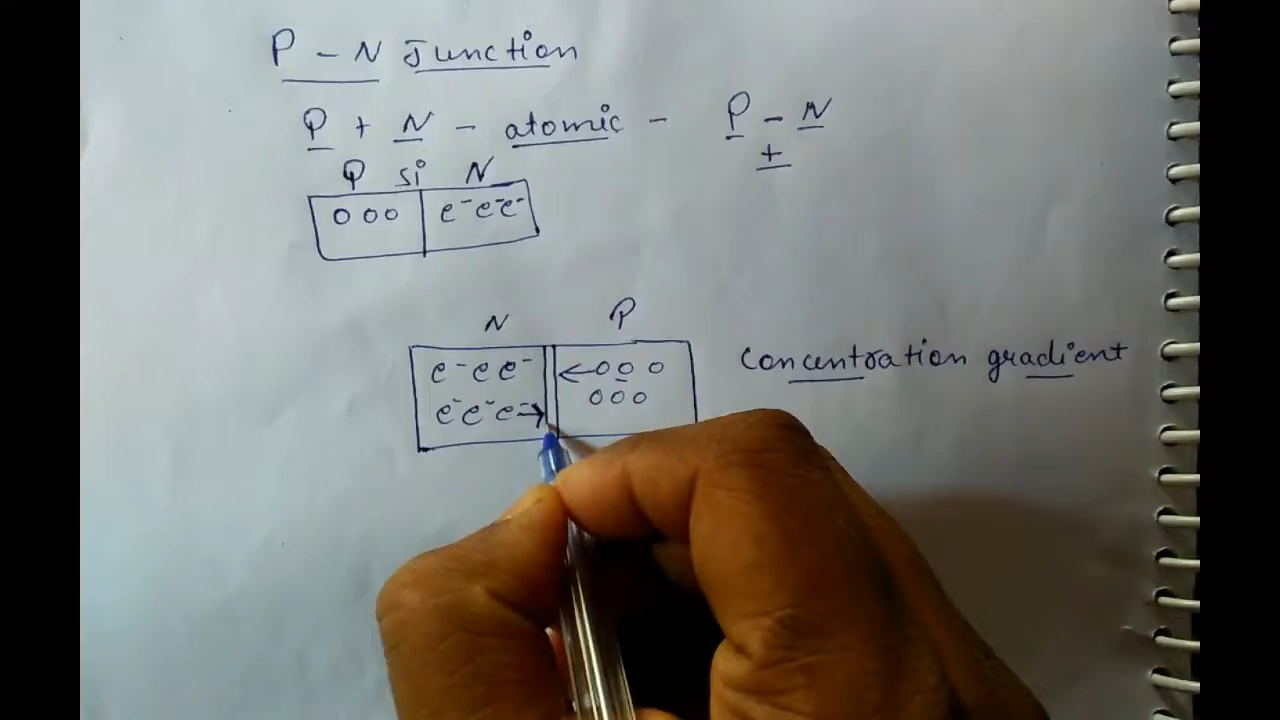 P - N Junction
P + N - atomic - P - N
+
P si N
o o o e⁻ e⁻ e⁻
N P
e⁻ e e⁻ ← o o o Concentration gradient
e⁻ e⁻ e⁻ → o o o